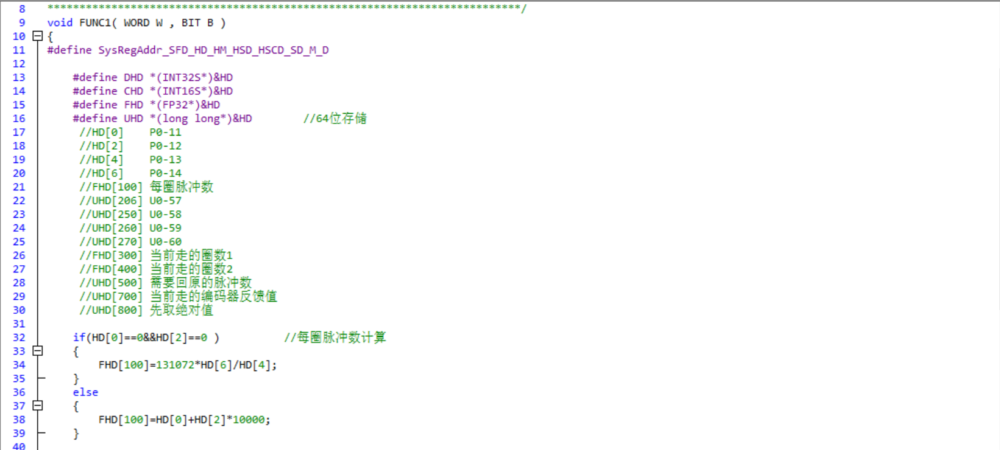 8 **************************************************************************/
9 void FUNC1( WORD W , BIT B )
10 {
11 #define SysRegAddr_SFD_HD_HM_HSD_HSCD_SD_M_D
12
13 #define DHD *(INT32S*)&HD
14 #define CHD *(INT16S*)&HD
15 #define FHD *(FP32*)&HD
16 #define UHD *(long long*)&HD //64位存储
17 //HD[0] P0-11
18 //HD[2] P0-12
19 //HD[4] P0-13
20 //HD[6] P0-14
21 //FHD[100] 每圈脉冲数
22 //UHD[206] U0-57
23 //UHD[250] U0-58
24 //UHD[260] U0-59
25 //UHD[270] U0-60
26 //FHD[300] 当前走的圈数1
27 //FHD[400] 当前走的圈数2
28 //UHD[500] 需要回原的脉冲数
29 //UHD[700] 当前走的编码器反馈值
30 //UHD[800] 先取绝对值
31
32 if(HD[0]==0&&HD[2]==0 ) //每圈脉冲数计算
33 {
34 FHD[100]=131072*HD[6]/HD[4];
35 }
36 else
37 {
38 FHD[100]=HD[0]+HD[2]*10000;
39 }
40